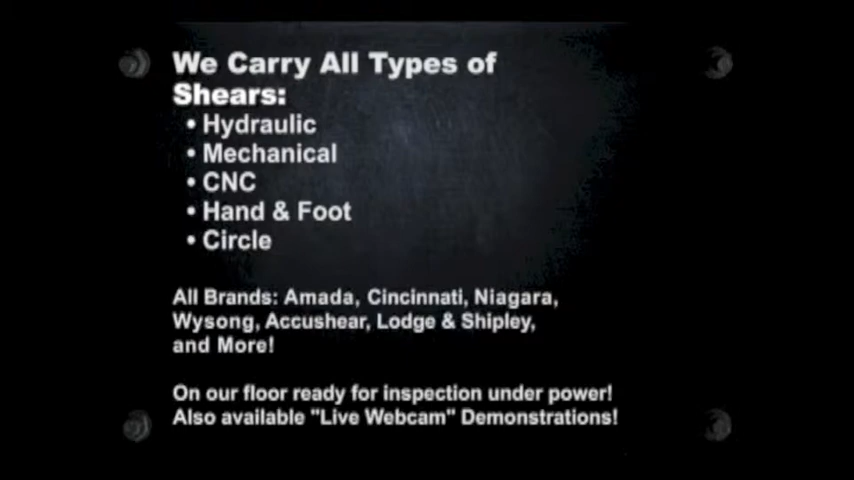 We Carry All Types of
Shears:
• Hydraulic
• Mechanical
• CNC
• Hand & Foot
• Circle
All Brands: Amada, Cincinnati, Niagara,
Wysong, Accushear, Lodge & Shipley,
and More!
On our floor ready for inspection under power!
Also available "Live Webcam" Demonstrations!